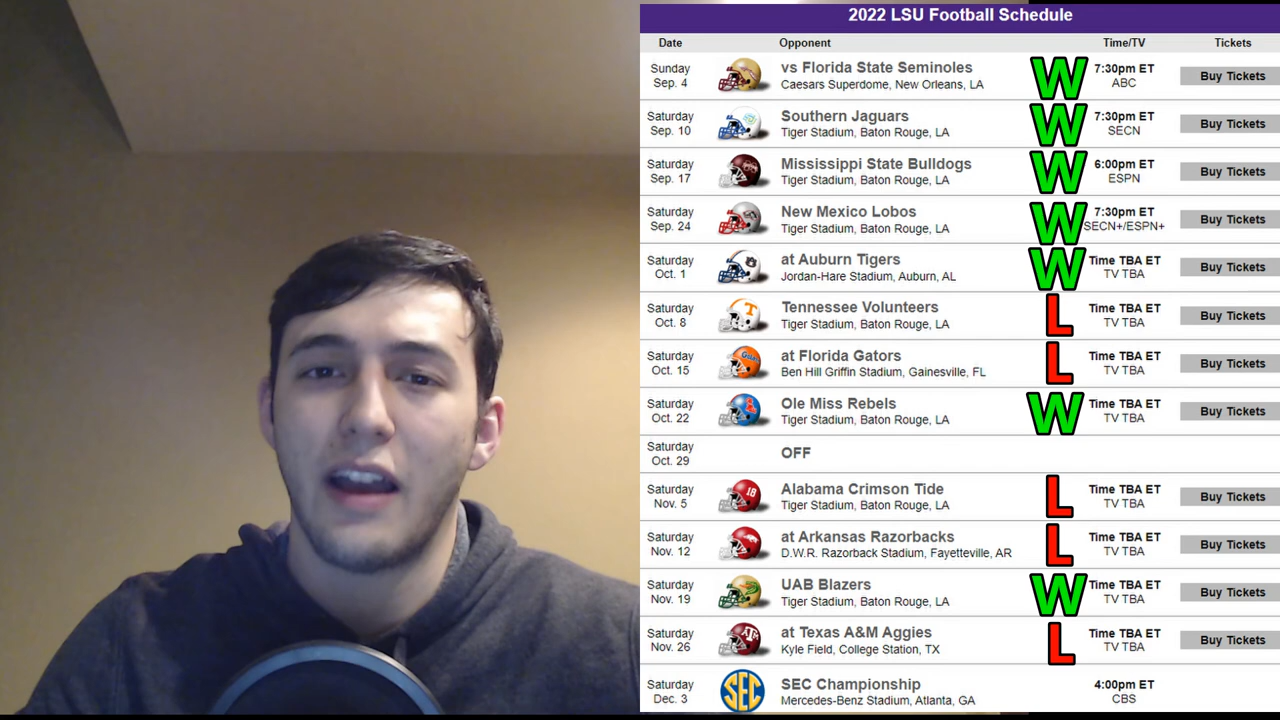 2022 LSU Football Schedule
Date Opponent Time/TV Tickets
Sunday vs Florida State Seminoles W 7:30pm ET Buy Tickets
Sep. 4 Caesars Superdome, New Orleans, LA ABC
Saturday Southern Jaguars W 7:30pm ET Buy Tickets
Sep. 10 Tiger Stadium, Baton Rouge, LA SECN
Saturday Mississippi State Bulldogs W 6:00pm ET Buy Tickets
Sep. 17 Tiger Stadium, Baton Rouge, LA ESPN
Saturday New Mexico Lobos W 7:30pm ET Buy Tickets
Sep. 24 Tiger Stadium, Baton Rouge, LA SECN+/ESPN+
Saturday at Auburn Tigers W Time TBA ET Buy Tickets
Oct. 1 Jordan-Hare Stadium, Auburn, AL TV TBA
Saturday Tennessee Volunteers L Time TBA ET Buy Tickets
Oct. 8 Tiger Stadium, Baton Rouge, LA TV TBA
Saturday at Florida Gators L Time TBA ET Buy Tickets
Oct. 15 Ben Hill Griffin Stadium, Gainesville, FL TV TBA
Saturday Ole Miss Rebels W Time TBA ET Buy Tickets
Oct. 22 Tiger Stadium, Baton Rouge, LA TV TBA
Saturday OFF
Oct. 29
Saturday Alabama Crimson Tide L Time TBA ET Buy Tickets
Nov. 5 Tiger Stadium, Baton Rouge, LA TV TBA
Saturday at Arkansas Razorbacks L Time TBA ET Buy Tickets
Nov. 12 D.W.R. Razorback Stadium, Fayetteville, AR TV TBA
Saturday UAB Blazers W Time TBA ET Buy Tickets
Nov. 19 Tiger Stadium, Baton Rouge, LA TV TBA
Saturday at Texas A&M Aggies L Time TBA ET Buy Tickets
Nov. 26 Kyle Field, College Station, TX TV TBA
Saturday SEC SEC Championship 4:00pm ET
Dec. 3 Mercedes-Benz Stadium, Atlanta, GA CBS